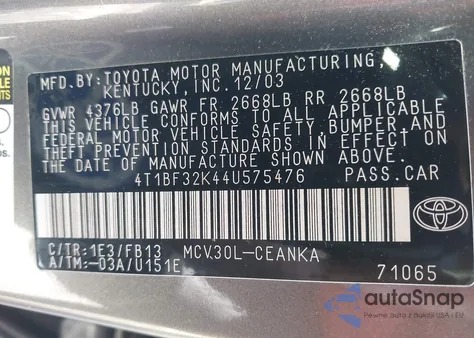 MFD.BY:TOYOTA MOTOR MANUFACTURING,
KENTUCKY, INC. 12/03
GVWR 4376LB GAWR FR 2668LB RR 2668LB
THIS VEHICLE CONFORMS TO ALL APPLICABLE
FEDERAL MOTOR VEHICLE SAFETY, BUMPER, AND
THEFT PREVENTION STANDARDS IN EFFECT ON
THE DATE OF MANUFACTURE SHOWN ABOVE.
4T1BF32K44U575476 PASS.CAR
C/TR:1E3/FB13 MCV30L-CEANKA
A/TM:-03A/U151E
71065
TOYOTA
autoSnap